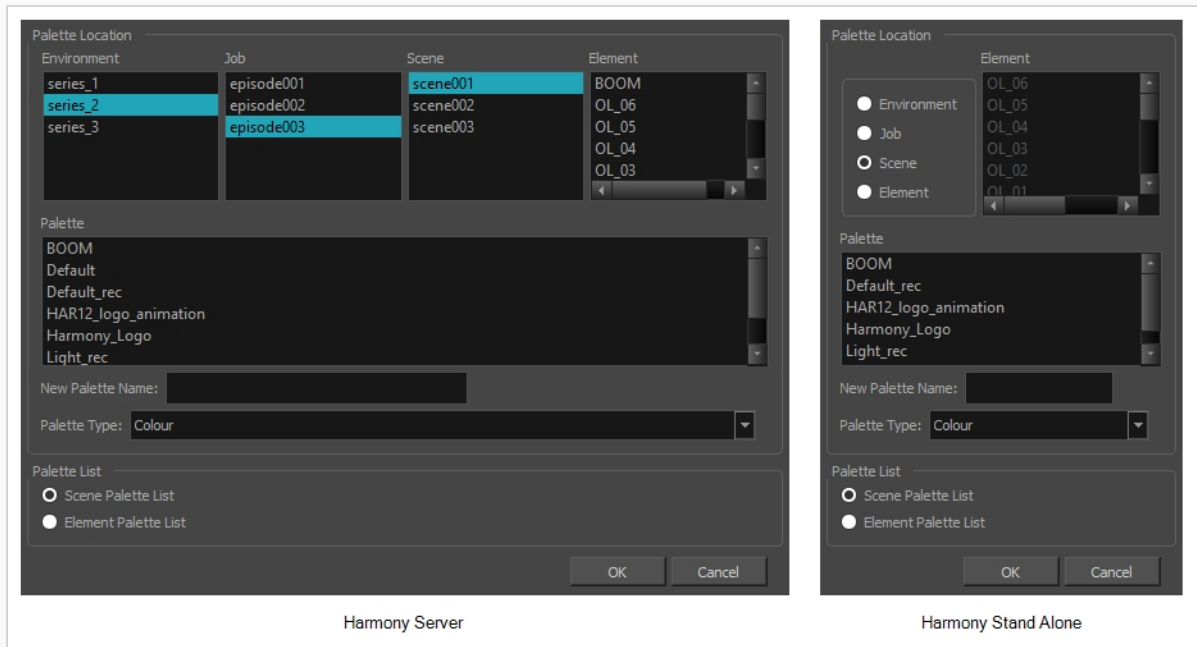 Palette Location
Environment Job Scene Element
series_1
series_2
series_3
episode001
episode002
episode003
scene001
scene002
scene003
BOOM
OL_06
OL_05
OL_04
OL_03
Palette
BOOM
Default
Default_rec
HAR12_logo_animation
Harmony_Logo
Light_rec
New Palette Name:
Palette Type: Colour
Palette List
Scene Palette List
Element Palette List
OK Cancel
Harmony Server
Palette Location
Element
Environment
Job
Scene
Element
OL_06
OL_05
OL_04
OL_03
OL_02
OL_01
Palette
BOOM
Default_rec
HAR12_logo_animation
Harmony_Logo
Light_rec
New Palette Name:
Palette Type: Colour
Palette List
Scene Palette List
Element Palette List
OK Cancel
Harmony Stand Alone